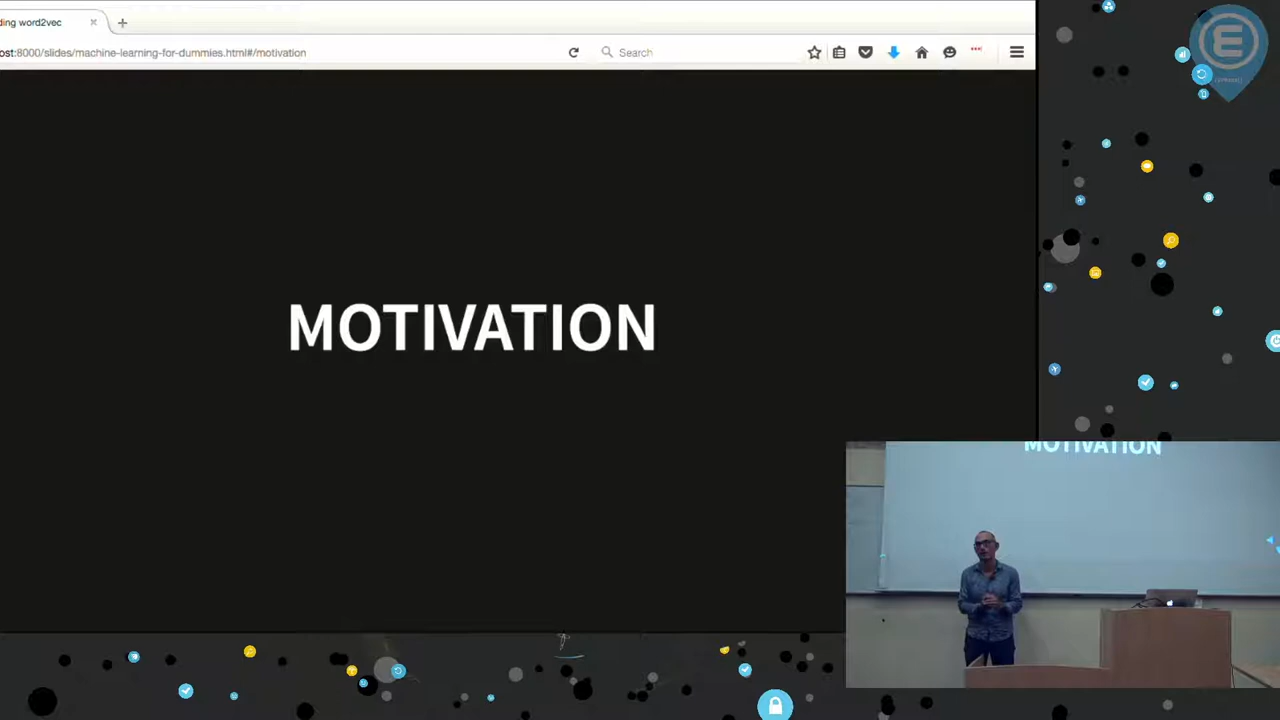 ding word2vec
ost:8000/slides/machine-learning-for-dummies.html#/motivation
Search
MOTIVATION
MOTIVATION
E